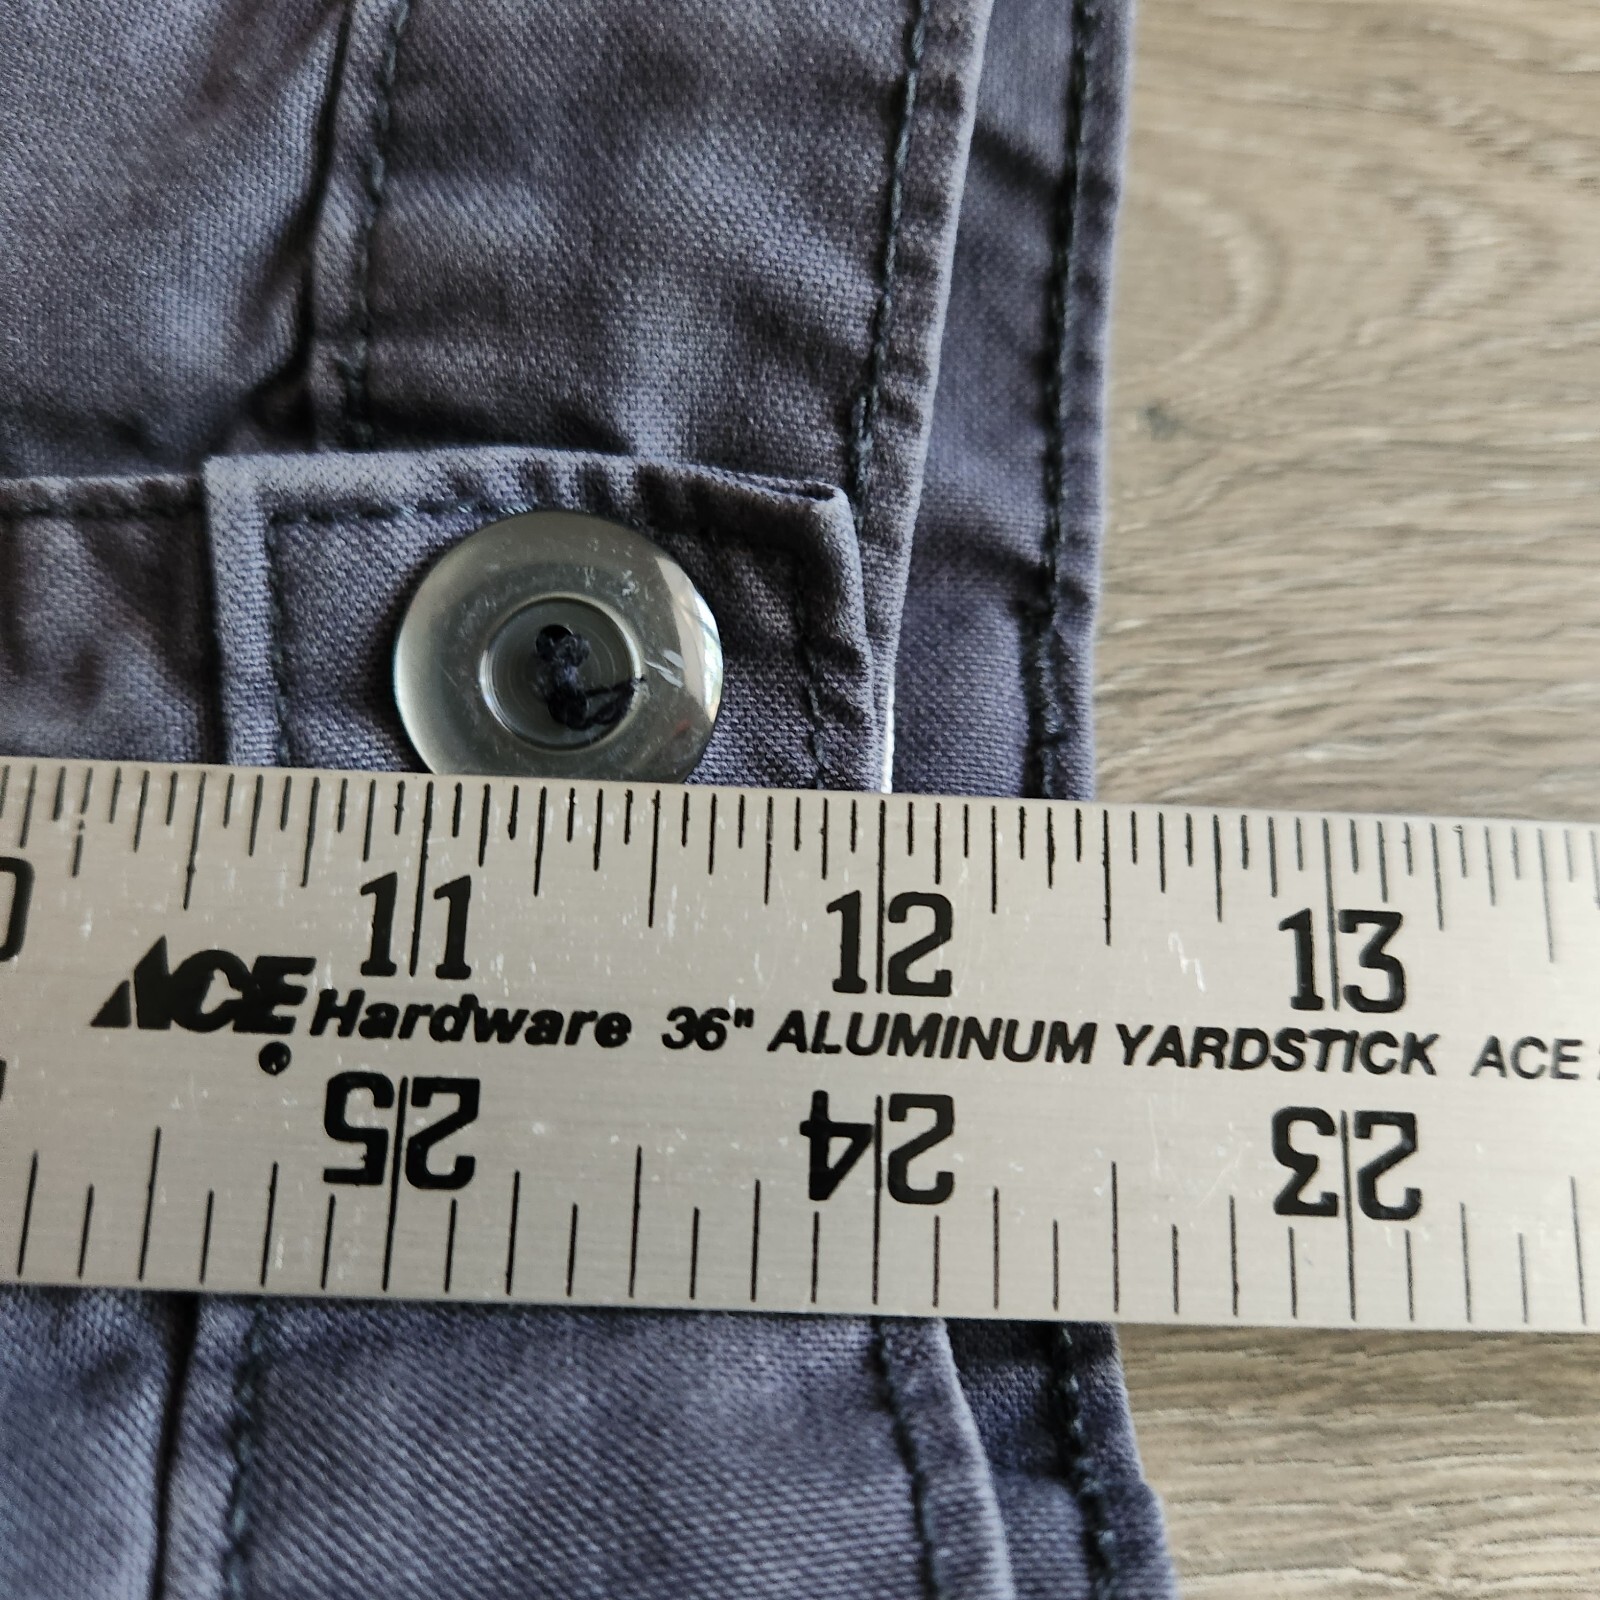 11 12 13
ACE Hardware 36" ALUMINUM YARDSTICK ACE
25 24 23